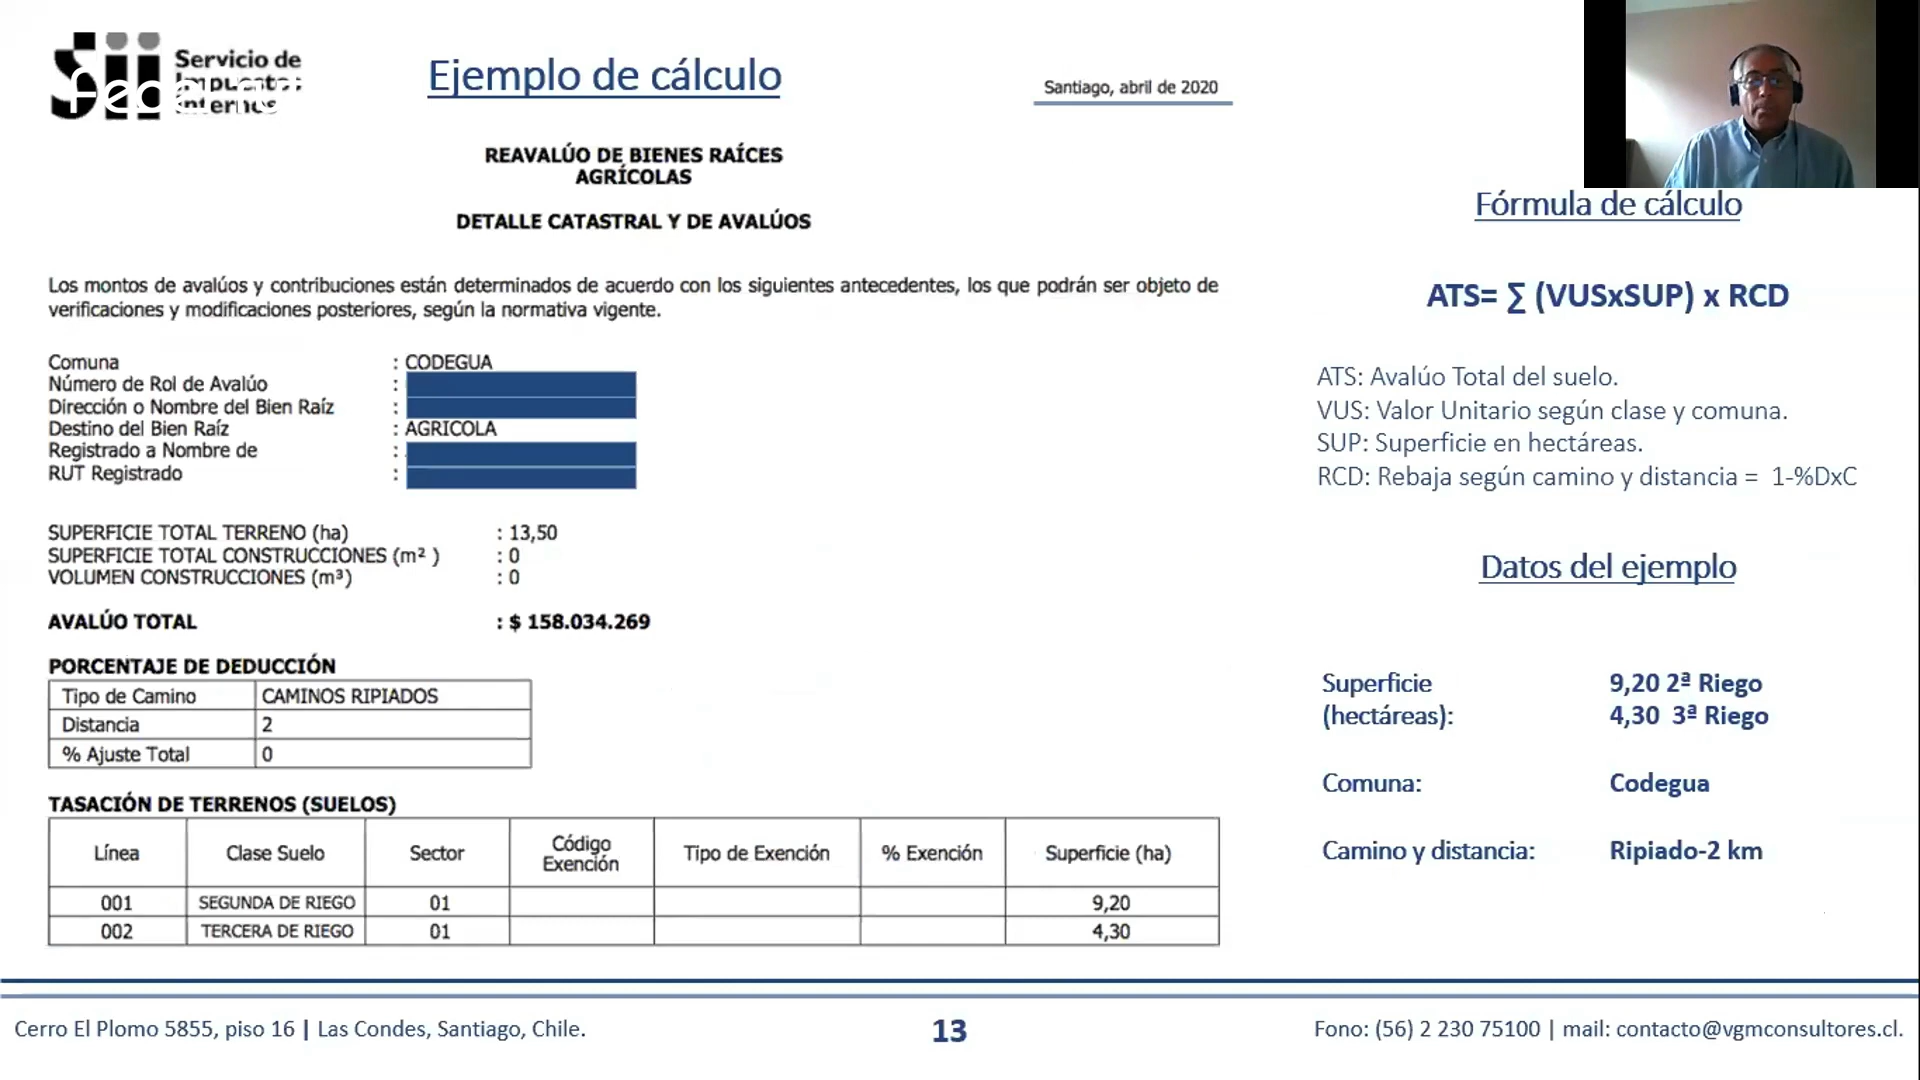 Sii Servicio de
Impuestos
Internos
Ejemplo de cálculo
Santiago, abril de 2020
REAVALÚO DE BIENES RAÍCES
AGRÍCOLAS
DETALLE CATASTRAL Y DE AVALÚOS
Los montos de avalúos y contribuciones están determinados de acuerdo con los siguientes antecedentes, los que podrán ser objeto de
verificaciones y modificaciones posteriores, según la normativa vigente.
Comuna : CODEGUA
Número de Rol de Avalúo :
Dirección o Nombre del Bien Raíz :
Destino del Bien Raíz : AGRICOLA
Registrado a Nombre de :
RUT Registrado :
SUPERFICIE TOTAL TERRENO (ha) : 13,50
SUPERFICIE TOTAL CONSTRUCCIONES (m² ) : 0
VOLUMEN CONSTRUCCIONES (m³) : 0
AVALÚO TOTAL : $ 158.034.269
PORCENTAJE DE DEDUCCIÓN
Tipo de Camino CAMINOS RIPIADOS
Distancia 2
% Ajuste Total 0
TASACIÓN DE TERRENOS (SUELOS)
Línea Clase Suelo Sector Código Exención Tipo de Exención % Exención Superficie (ha)
001 SEGUNDA DE RIEGO 01 9,20
002 TERCERA DE RIEGO 01 4,30
Fórmula de cálculo
ATS= ∑ (VUSxSUP) x RCD
ATS: Avalúo Total del suelo.
VUS: Valor Unitario según clase y comuna.
SUP: Superficie en hectáreas.
RCD: Rebaja según camino y distancia = 1-%DxC
Datos del ejemplo
Superficie 9,20 2ª Riego
(hectáreas): 4,30 3ª Riego
Comuna: Codegua
Camino y distancia: Ripiado-2 km
Cerro El Plomo 5855, piso 16 | Las Condes, Santiago, Chile.
13
Fono: (56) 2 230 75100 | mail: contacto@vgmconsultores.cl.